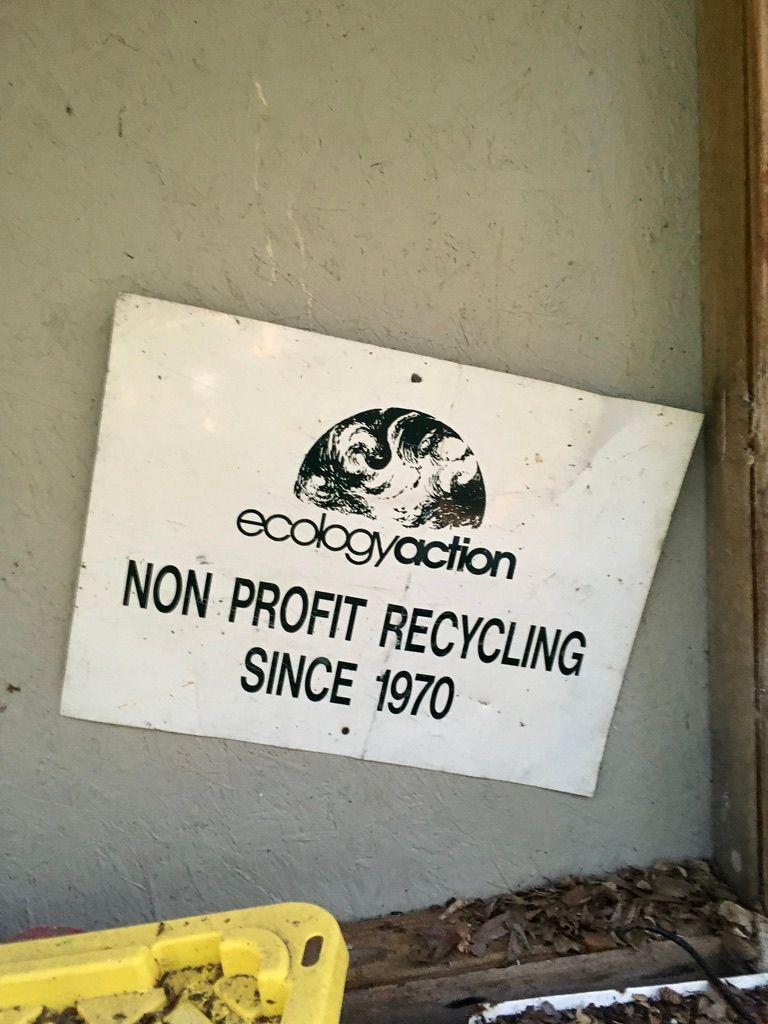 ecologyaction
NON PROFIT RECYCLING
SINCE 1970